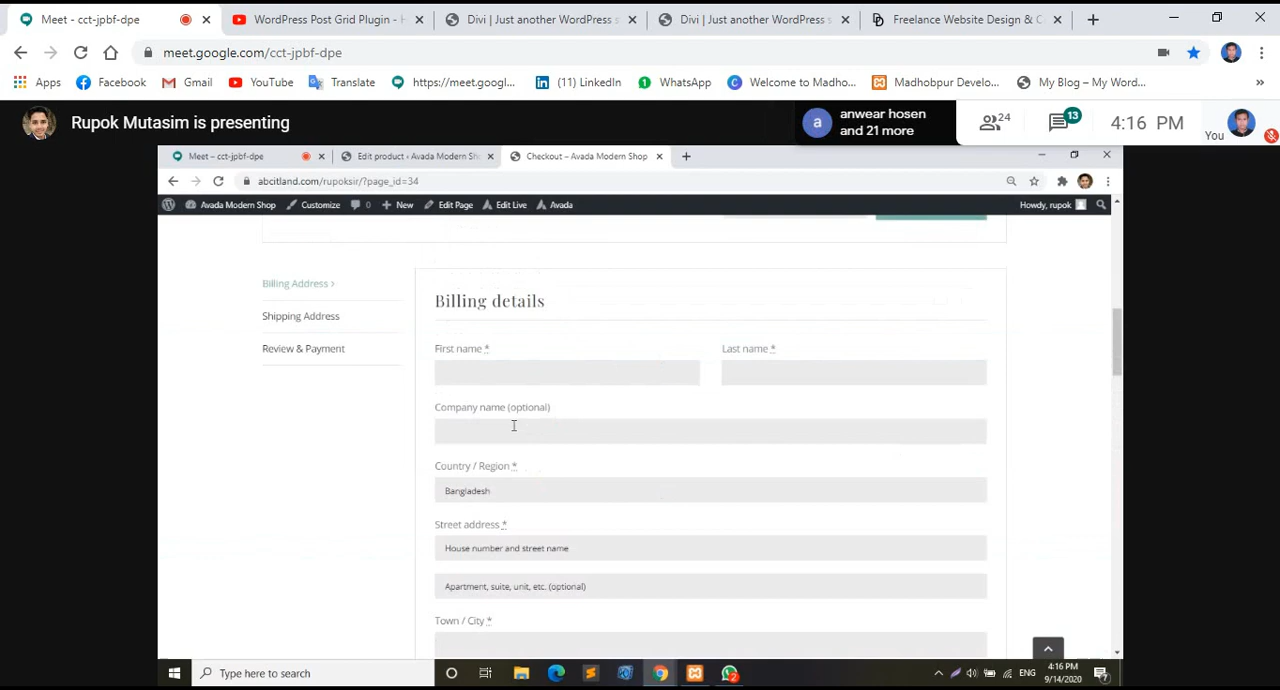 Meet - cct-jpbf-dpe
WordPress Post Grid Plugin - H
Divi | Just another WordPress s
Divi | Just another WordPress s
Freelance Website Design & C
meet.google.com/cct-jpbf-dpe
Apps
Facebook
Gmail
YouTube
Translate
https://meet.googl...
(11) LinkedIn
WhatsApp
Welcome to Madho...
Madhobpur Develo...
My Blog – My Word...
»
Rupok Mutasim is presenting
a
anwear hosen
and 21 more
24
13
4:16 PM
You
Meet – cct-jpbf-dpe
Edit product ‹ Avada Modern Sh
Checkout – Avada Modern Shop
abcitland.com/rupoksir/?page_id=34
Avada Modern Shop
Customize
0
New
Edit Page
Edit Live
Avada
Howdy, rupok
Billing Address ›
Shipping Address
Review & Payment
Billing details
First name *
Last name *
Company name (optional)
Country / Region *
Bangladesh
Street address *
House number and street name
Apartment, suite, unit, etc. (optional)
Town / City *
Type here to search
2
ENG
4:16 PM
9/14/2020
7